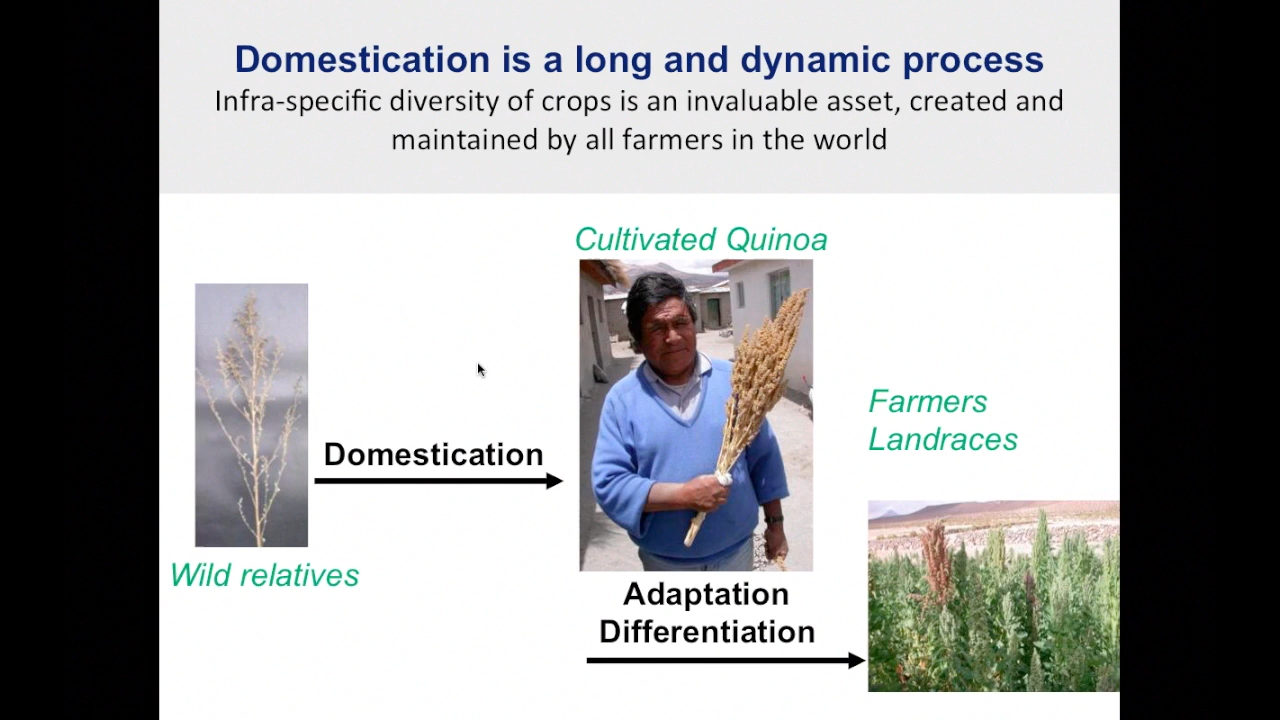 Domestication is a long and dynamic process
Infra-specific diversity of crops is an invaluable asset, created and
maintained by all farmers in the world
Cultivated Quinoa
Farmers
Landraces
Domestication
Wild relatives
Adaptation
Differentiation